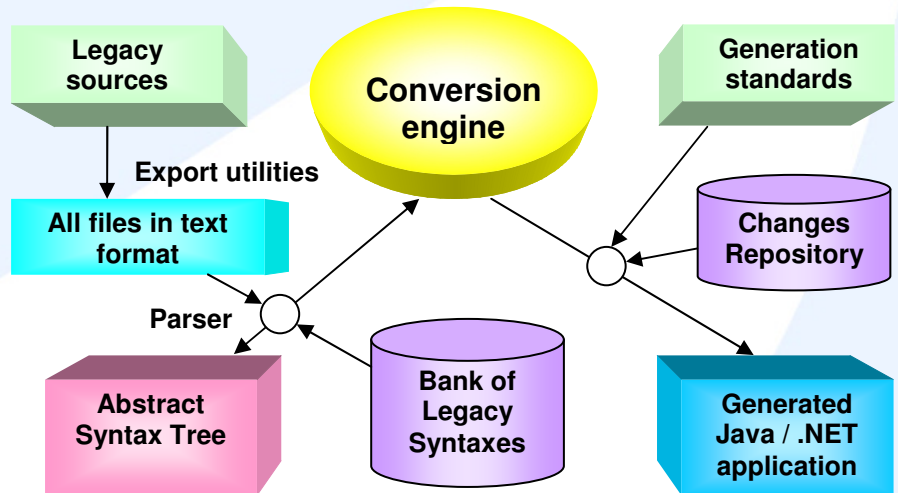 Legacy
sources
Conversion
engine
Generation
standards
Export utilities
All files in text
format
Changes
Repository
Parser
Abstract
Syntax Tree
Bank of
Legacy
Syntaxes
Generated
Java / .NET
application